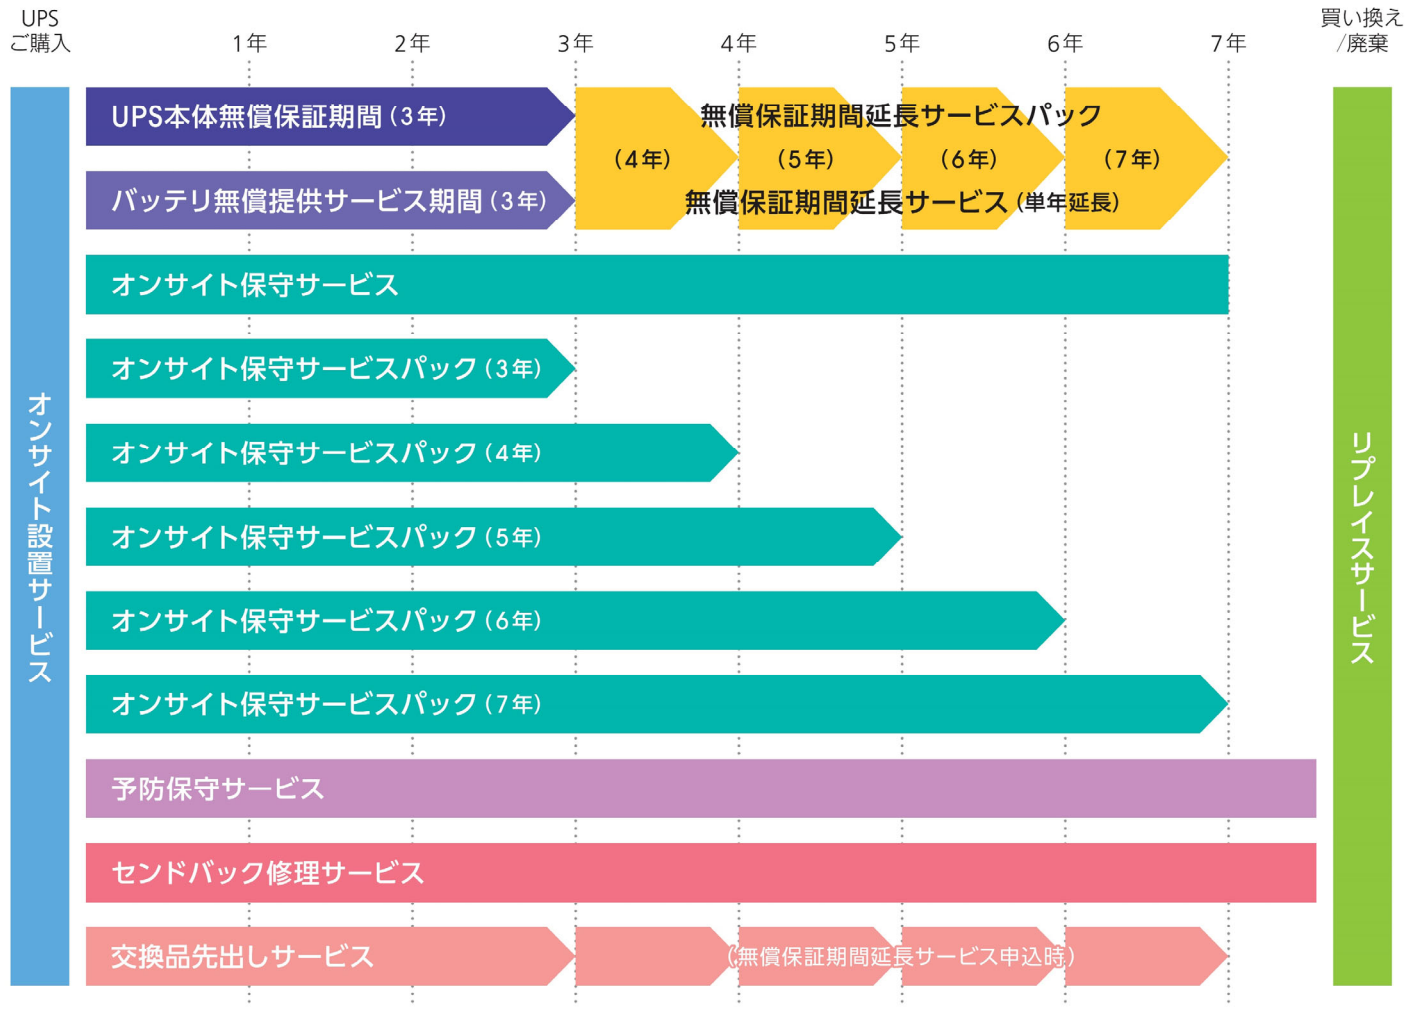 UPS
ご購入
1年
2年
3年
4年
5年
6年
7年
買い換え
/廃棄
オンサイト設置サービス
UPS本体無償保証期間(3年)
無償保証期間延長サービスパック
(4年)
(5年)
(6年)
(7年)
バッテリ無償提供サービス期間(3年)
無償保証期間延長サービス(単年延長)
オンサイト保守サービス
オンサイト保守サービスパック(3年)
オンサイト保守サービスパック(4年)
オンサイト保守サービスパック(5年)
オンサイト保守サービスパック(6年)
オンサイト保守サービスパック(7年)
予防保守サービス
センドバック修理サービス
交換品先出しサービス
(無償保証期間延長サービス申込時)
リプレイスサービス